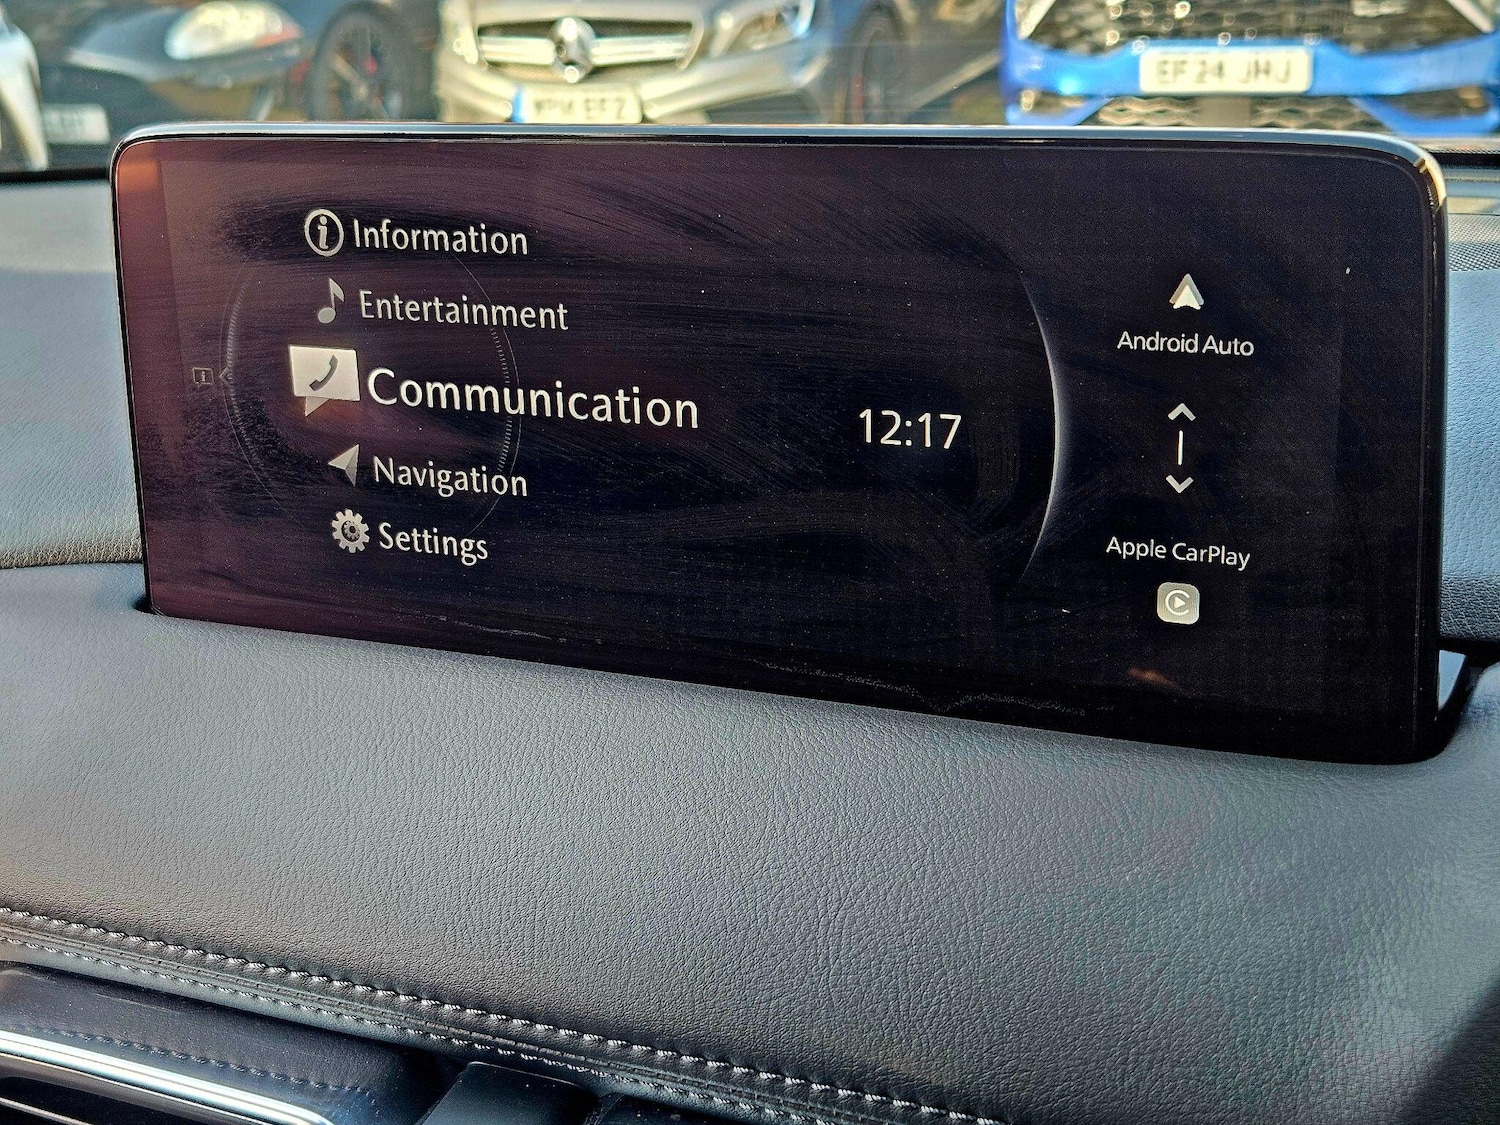 EF24 JHJ
Information
Entertainment
Communication
Navigation
Settings
12:17
Android Auto
Apple CarPlay